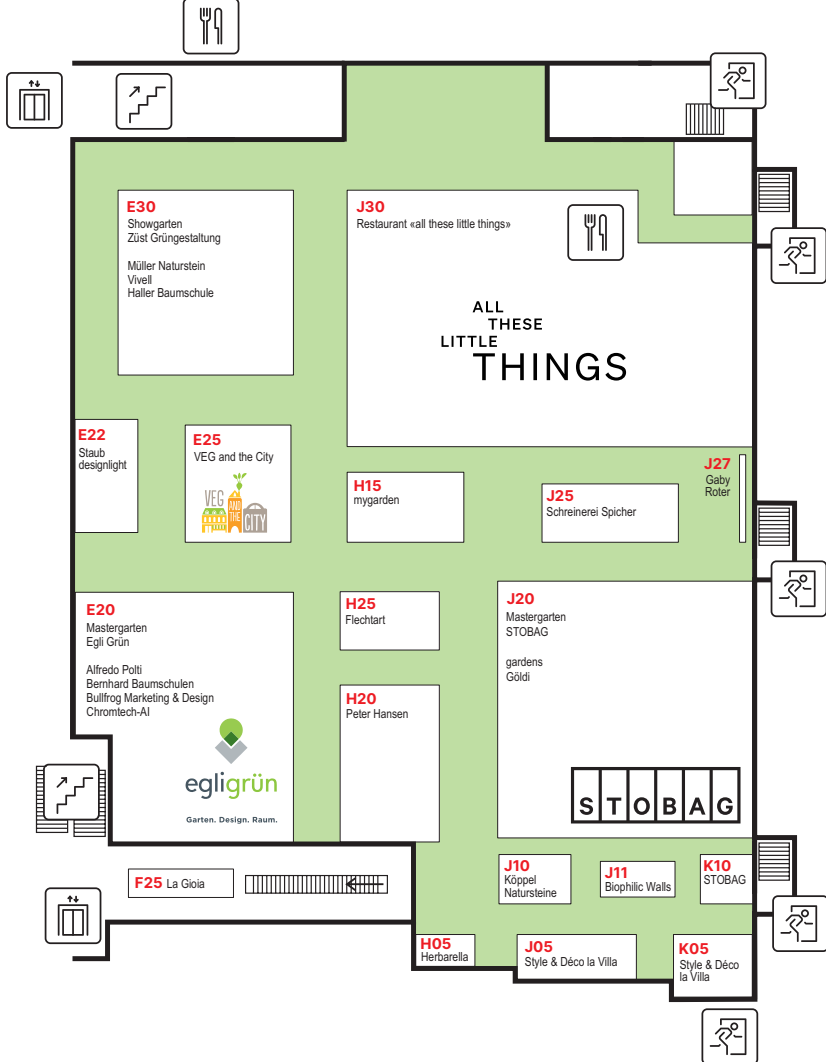 E30
Showgarten
Züst Grüngestaltung
Müller Naturstein
Vivell
Haller Baumschule
J30
Restaurant «all these little things»
ALL
THESE
LITTLE
THINGS
E22
Staub
designlight
E25
VEG and the City
VEG
AND
THE
CITY
H15
mygarden
J25
Schreinerei Spicher
J27
Gaby
Roter
E20
Mastergarten
Egli Grün
Alfredo Polti
Bernhard Baumschulen
Bullfrog Marketing & Design
Chromtech-AI
egligrün
Garten. Design. Raum.
H25
Flechtart
H20
Peter Hansen
J20
Mastergarten
STOBAG
gardens
Göldi
STOBAG
F25 La Gioia
J10
Köppel
Natursteine
J11
Biophilic Walls
K10
STOBAG
H05
Herbarella
J05
Style & Déco la Villa
K05
Style & Déco
la Villa